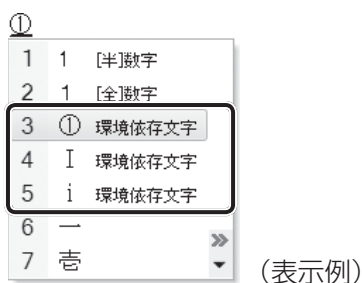 ①
1 1 [半]数字
2 １ [全]数字
3 ① 環境依存文字
4 Ⅰ 環境依存文字
5 ⅰ 環境依存文字
6 一
7 壱
（表示例）